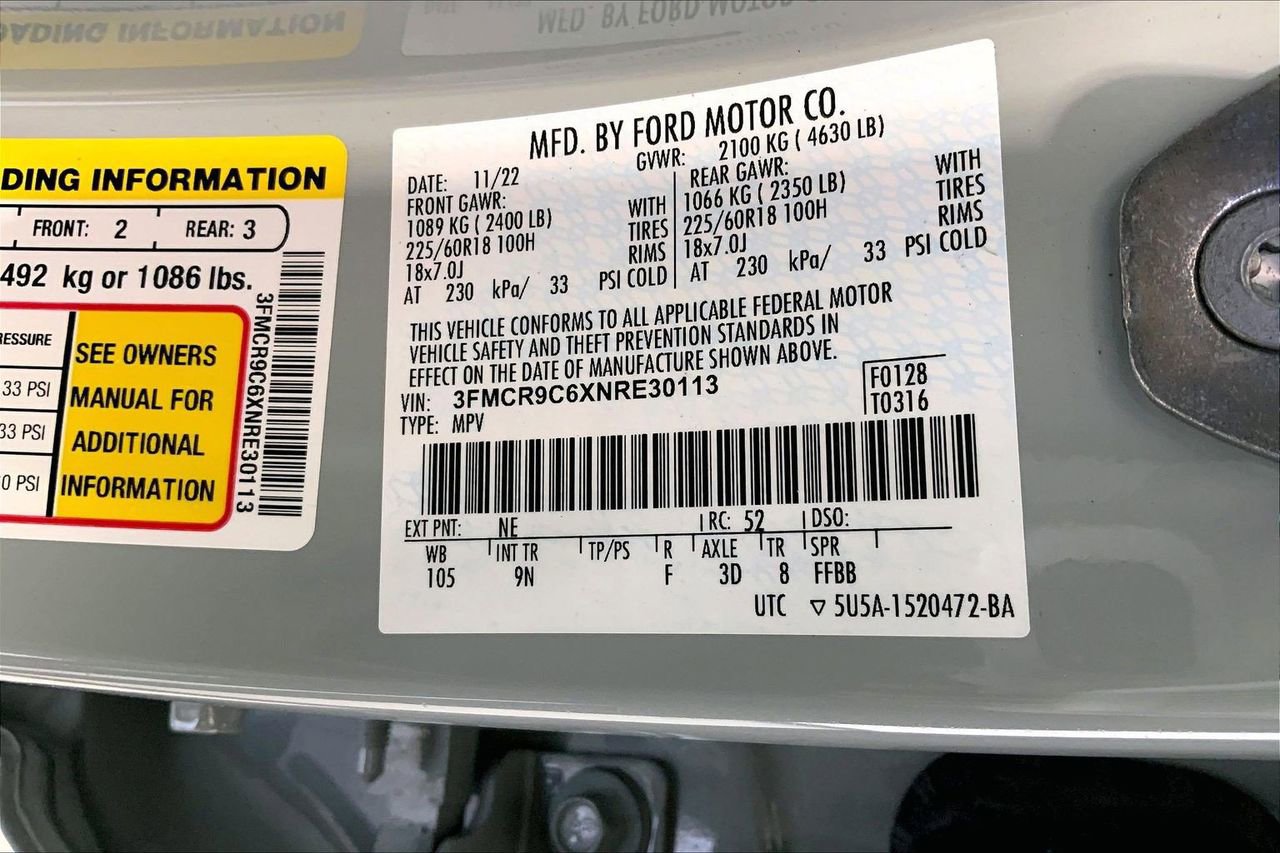 DING INFORMATION
FRONT: 2 REAR: 3
492 kg or 1086 lbs.
RESSURE
33 PSI
33 PSI
0 PSI
SEE OWNERS
MANUAL FOR
ADDITIONAL
INFORMATION
3FMCR9C6XNRE30113
MFD. BY FORD MOTOR CO.
DATE: 11/22 GVWR: 2100 KG ( 4630 LB)
FRONT GAWR: REAR GAWR:
1089 KG ( 2400 LB) WITH 1066 KG ( 2350 LB) WITH
225/60R18 100H TIRES 225/60R18 100H TIRES
18x7.0J RIMS 18x7.0J RIMS
AT 230 kPa/ 33 PSI COLD AT 230 kPa/ 33 PSI COLD
THIS VEHICLE CONFORMS TO ALL APPLICABLE FEDERAL MOTOR
VEHICLE SAFETY AND THEFT PREVENTION STANDARDS IN
EFFECT ON THE DATE OF MANUFACTURE SHOWN ABOVE.
VIN: 3FMCR9C6XNRE30113 F0128
TYPE: MPV T0316
EXT PNT: NE RC: 52 DSO:
WB INT TR TP/PS R AXLE TR SPR
105 9N F 3D 8 FFBB
UTC ▽ 5U5A-1520472-BA